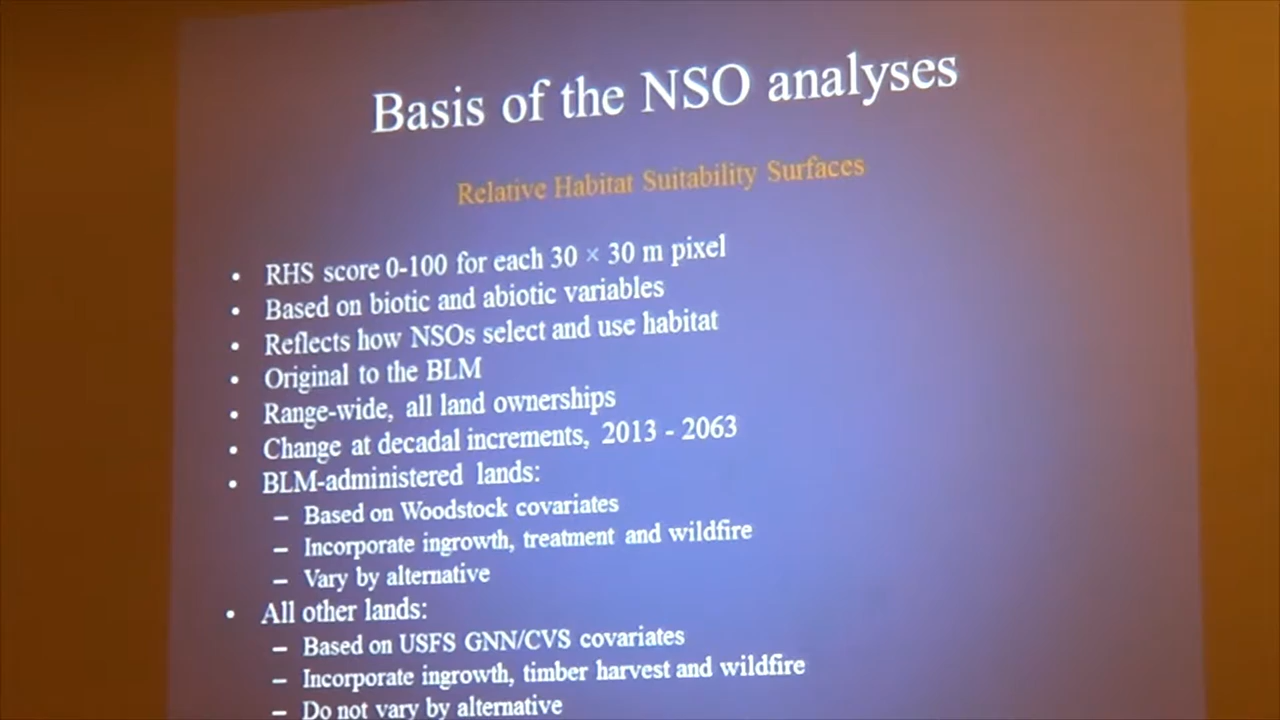 Basis of the NSO analyses
Relative Habitat Suitability Surfaces
• RHS score 0-100 for each 30 × 30 m pixel
• Based on biotic and abiotic variables
• Reflects how NSOs select and use habitat
• Original to the BLM
• Range-wide, all land ownerships
• Change at decadal increments, 2013 - 2063
• BLM-administered lands:
– Based on Woodstock covariates
– Incorporate ingrowth, treatment and wildfire
– Vary by alternative
• All other lands:
– Based on USFS GNN/CVS covariates
– Incorporate ingrowth, timber harvest and wildfire
– Do not vary by alternative